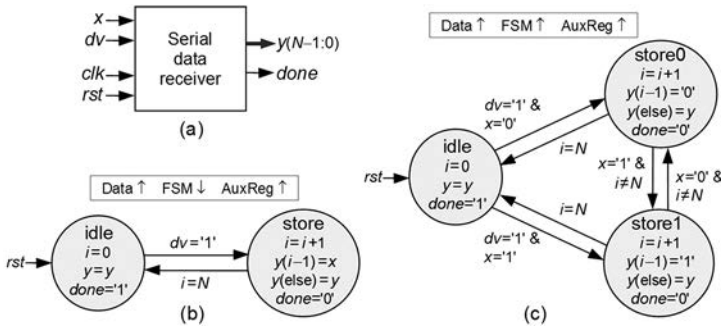 x
dv
clk
rst
Serial
data
receiver
y(N–1:0)
done
(a)
Data↑ FSM↓ AuxReg↑
rst
idle
i=0
y=y
done='1'
dv='1'
i=N
store
i=i+1
y(i–1)=x
y(else)=y
done='0'
(b)
Data↑ FSM↑ AuxReg↑
rst
idle
i=0
y=y
done='1'
dv='1' &
x='0'
i=N
store0
i=i+1
y(i–1)='0'
y(else)=y
done='0'
x='1' &
i≠N
x='0' &
i≠N
i=N
dv='1' &
x='1'
store1
i=i+1
y(i–1)='1'
y(else)=y
done='0'
(c)